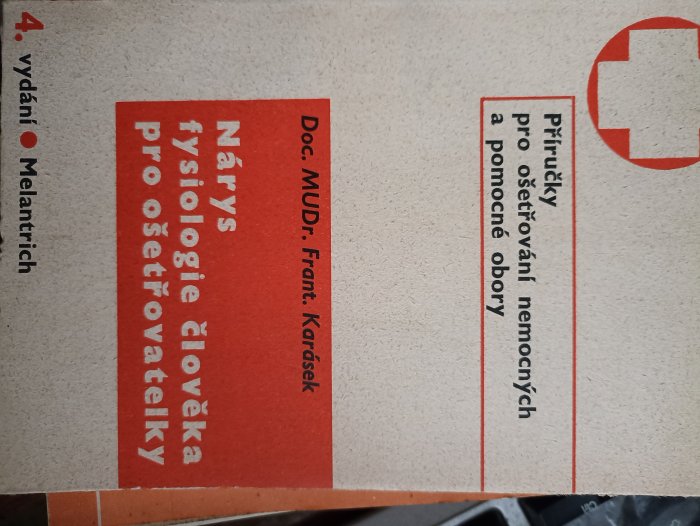 Příručky
pro ošetřování nemocných
a pomocné obory
Doc. MUDr. Frant. Karásek
Nárys
fysiologie člověka
pro ošetřovatelky
4. vydání ● Melantrich